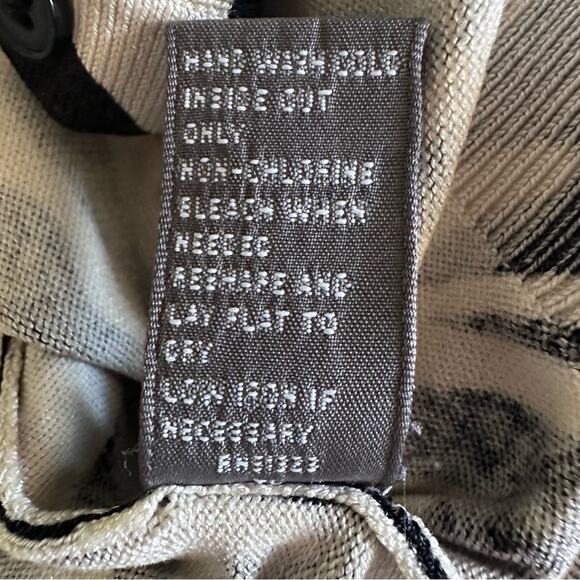 HAND WASH COLD
INSIDE OUT
ONLY
NON-CHLORINE
BLEACH WHEN
NEEDED
RESHAPE AND
LAY FLAT TO
DRY
LOW IRON IF
NECESSARY